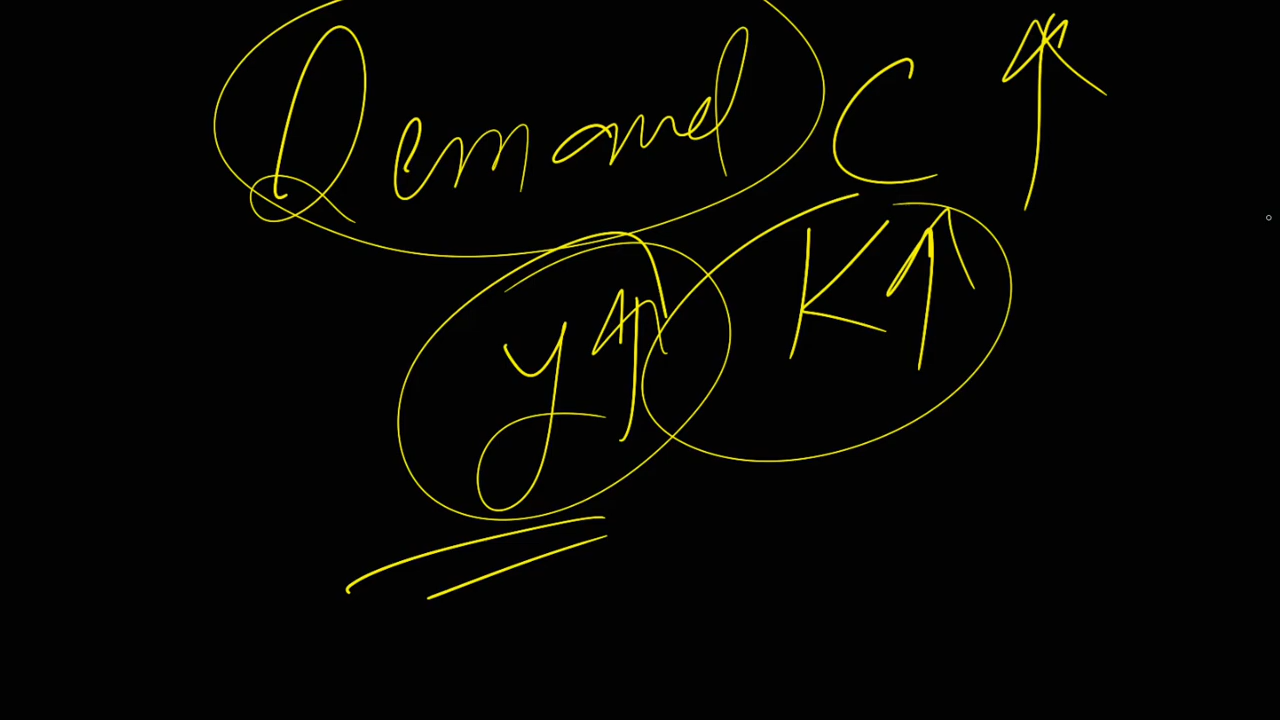 Demand C ↑
y↑ K↑